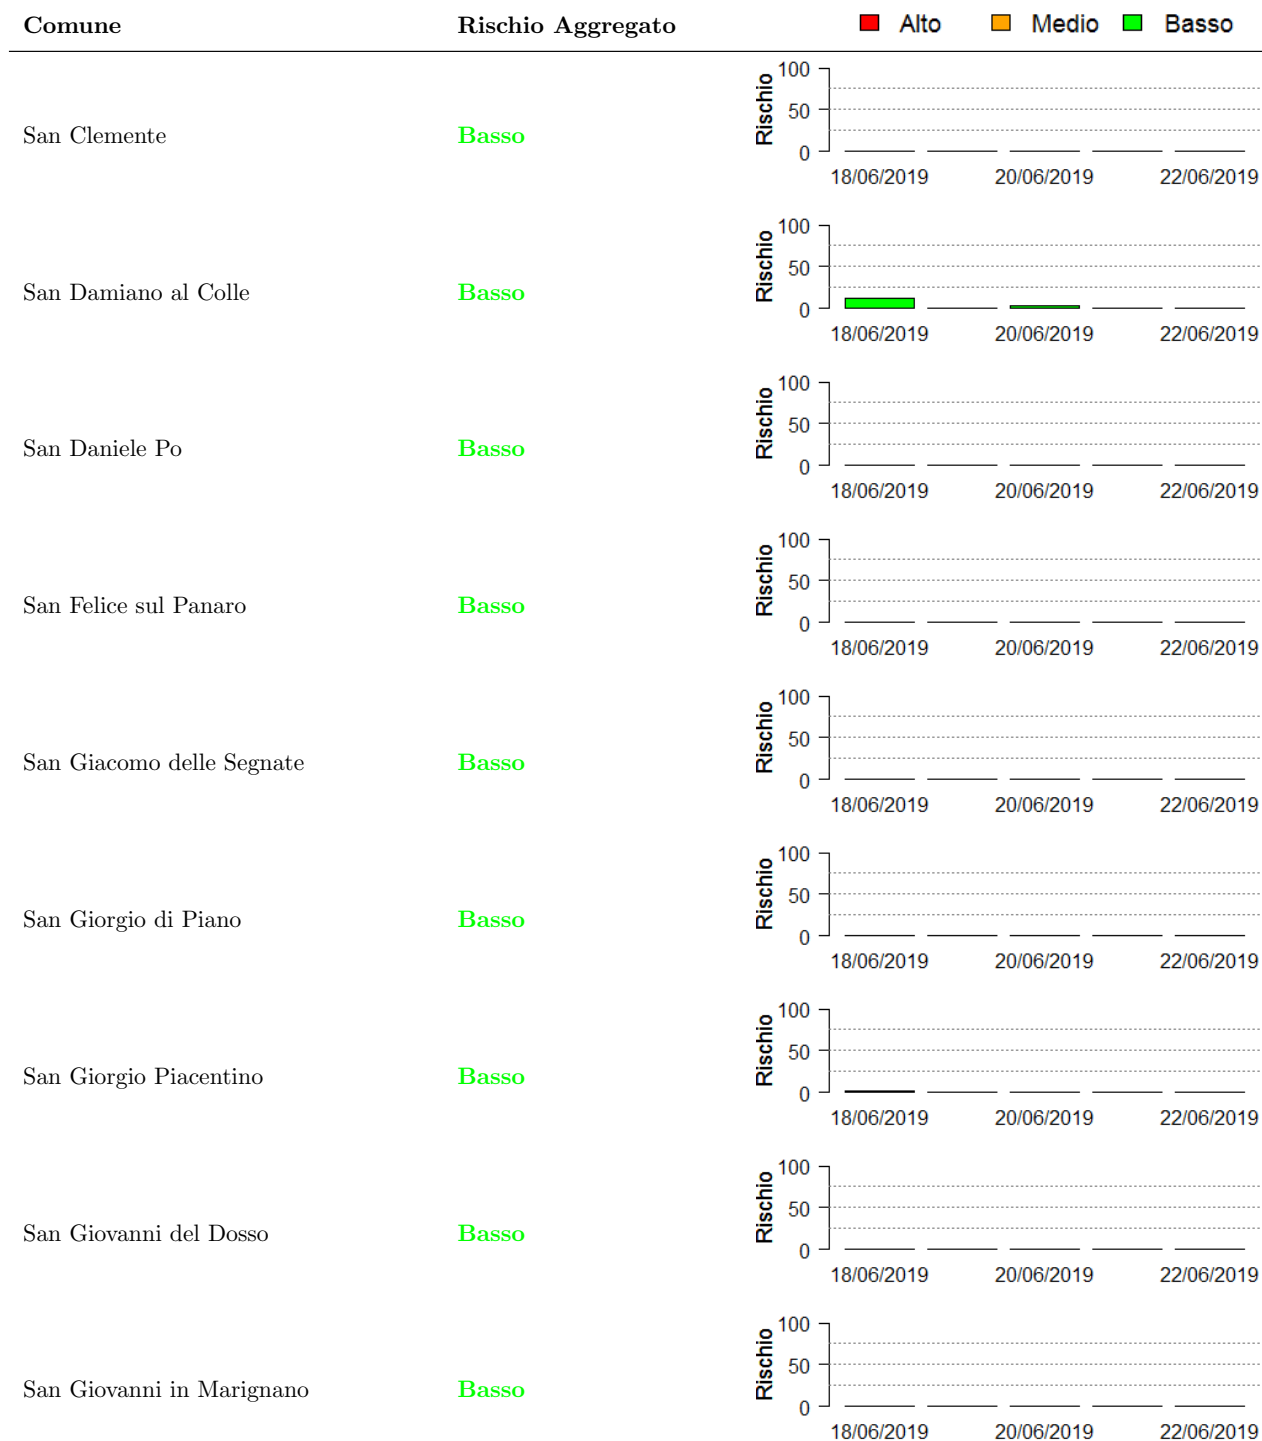 Comune Rischio Aggregato Alto Medio Basso
San Clemente Basso
Rischio
100
50
0
18/06/2019 20/06/2019 22/06/2019
San Damiano al Colle Basso
Rischio
100
50
0
18/06/2019 20/06/2019 22/06/2019
San Daniele Po Basso
Rischio
100
50
0
18/06/2019 20/06/2019 22/06/2019
San Felice sul Panaro Basso
Rischio
100
50
0
18/06/2019 20/06/2019 22/06/2019
San Giacomo delle Segnate Basso
Rischio
100
50
0
18/06/2019 20/06/2019 22/06/2019
San Giorgio di Piano Basso
Rischio
100
50
0
18/06/2019 20/06/2019 22/06/2019
San Giorgio Piacentino Basso
Rischio
100
50
0
18/06/2019 20/06/2019 22/06/2019
San Giovanni del Dosso Basso
Rischio
100
50
0
18/06/2019 20/06/2019 22/06/2019
San Giovanni in Marignano Basso
Rischio
100
50
0
18/06/2019 20/06/2019 22/06/2019